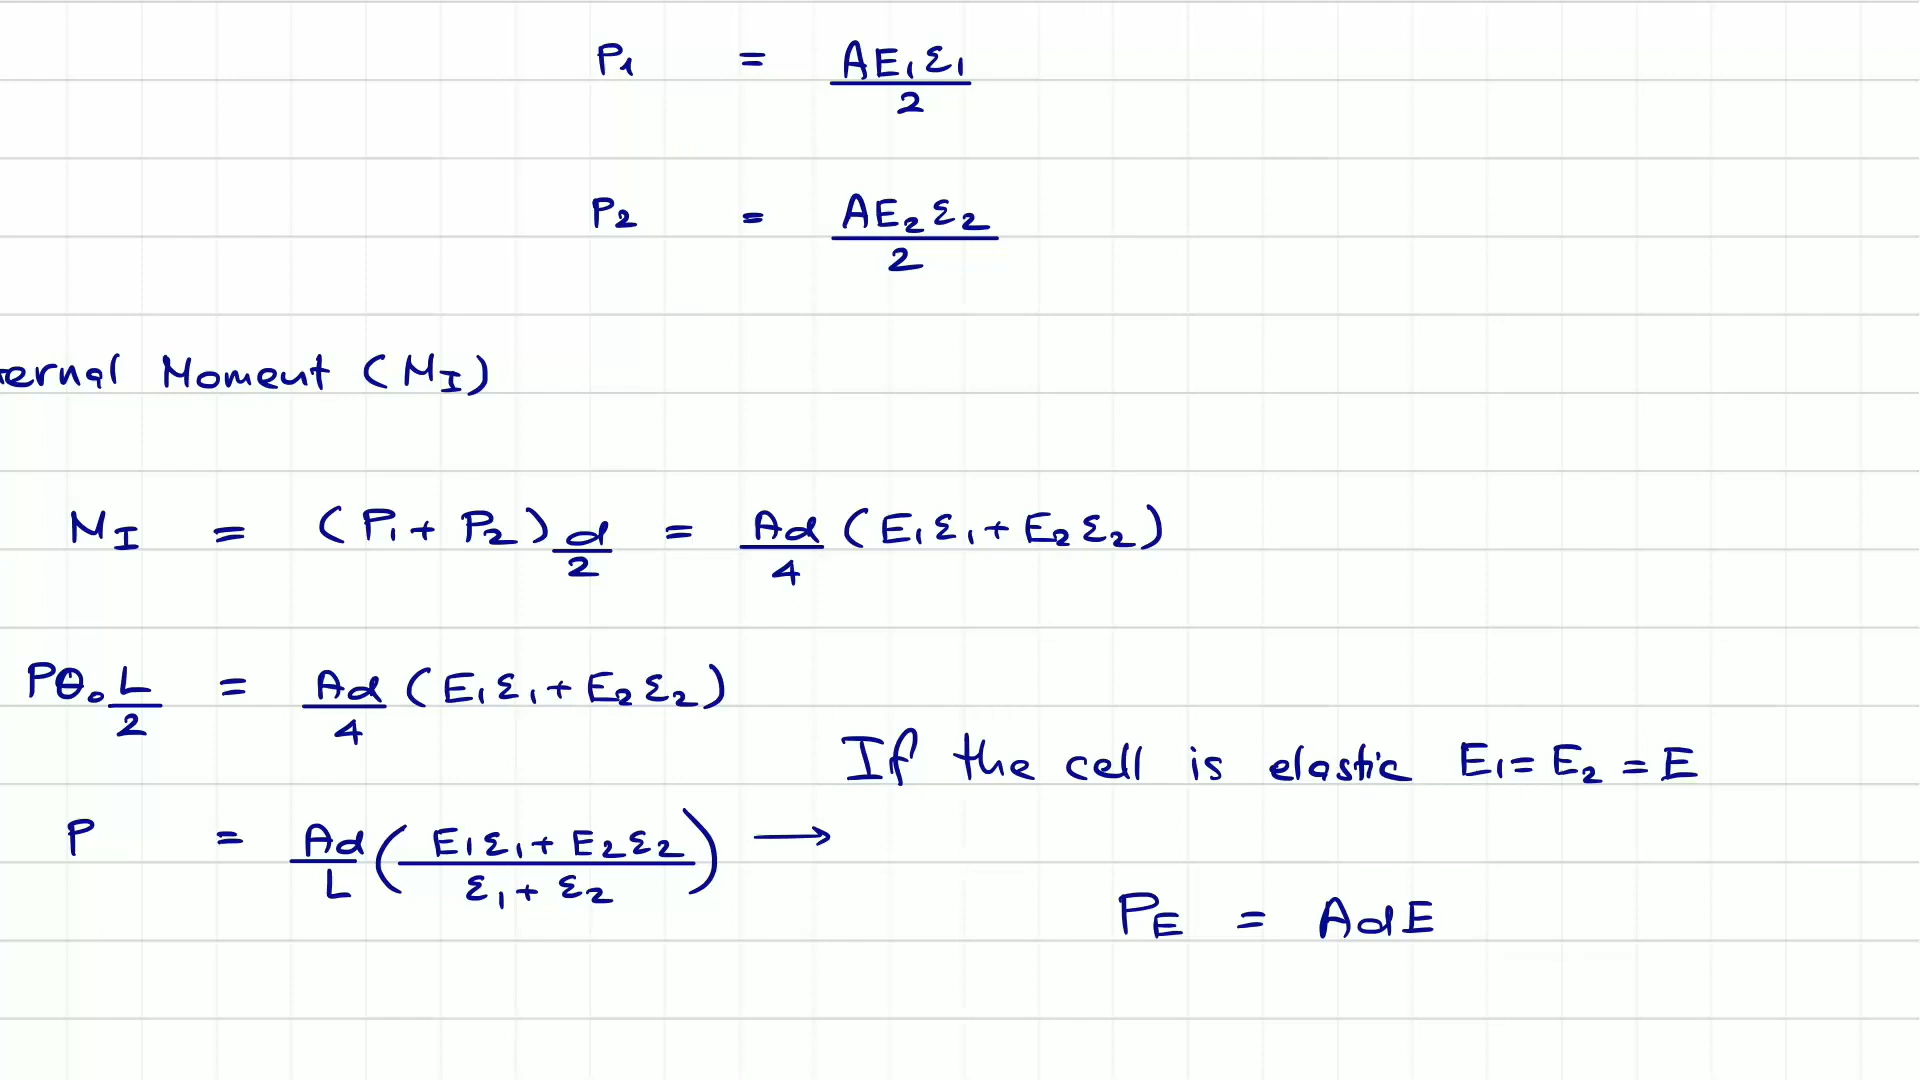 P₁ = AE₁ε₁/2
P₂ = AE₂ε₂/2
ernal Moment (M_I)
M_I = (P₁ + P₂) d/2 = Ad/4 (E₁ε₁ + E₂ε₂)
Pθ₀ L/2 = Ad/4 (E₁ε₁ + E₂ε₂)
If the cell is elastic E₁ = E₂ = E
P = Ad/L ((E₁ε₁ + E₂ε₂)/(ε₁ + ε₂)) →
P_E = AdE